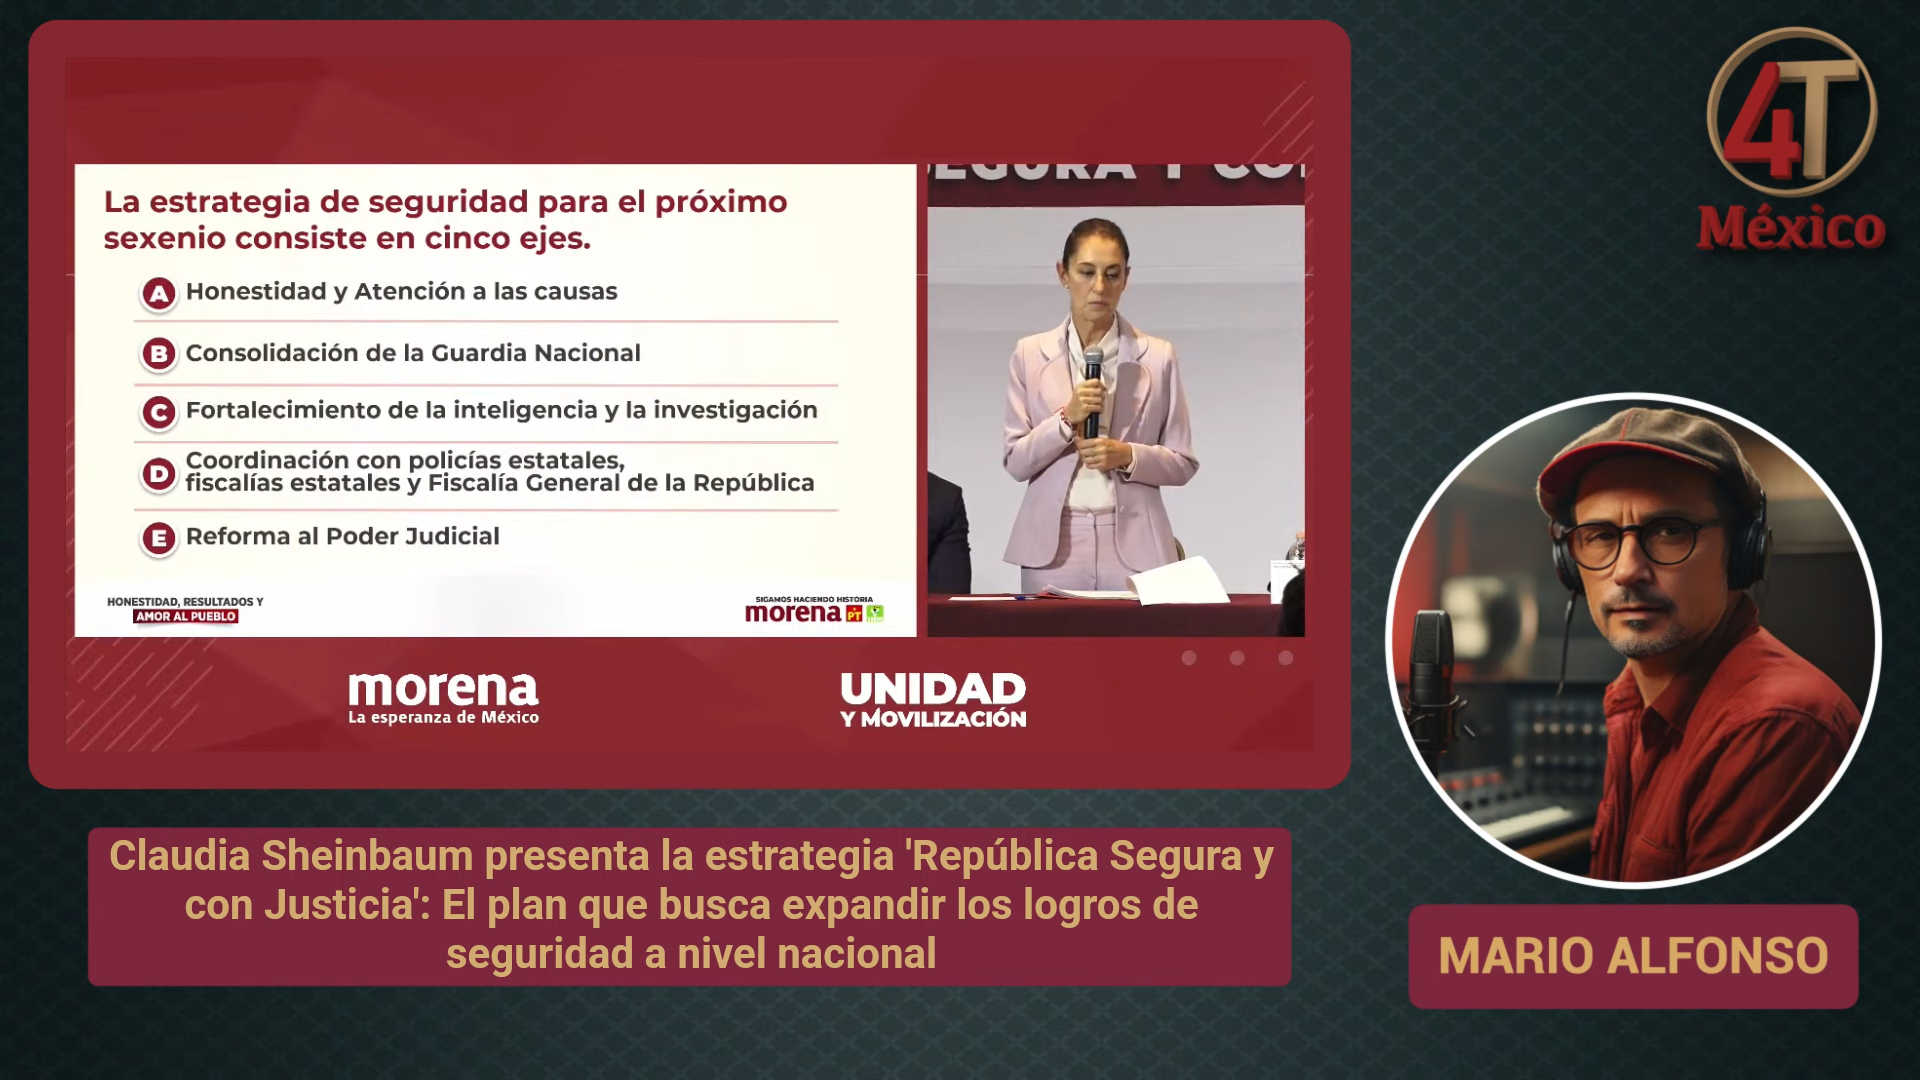 4T
México
EGURA Y CO
La estrategia de seguridad para el próximo
sexenio consiste en cinco ejes.
A Honestidad y Atención a las causas
B Consolidación de la Guardia Nacional
C Fortalecimiento de la inteligencia y la investigación
D Coordinación con policías estatales,
fiscalías estatales y Fiscalía General de la República
E Reforma al Poder Judicial
HONESTIDAD, RESULTADOS Y
AMOR AL PUEBLO
SIGAMOS HACIENDO HISTORIA
morena PT
morena
La esperanza de México
UNIDAD
Y MOVILIZACIÓN
Claudia Sheinbaum presenta la estrategia 'República Segura y
con Justicia': El plan que busca expandir los logros de
seguridad a nivel nacional
MARIO ALFONSO